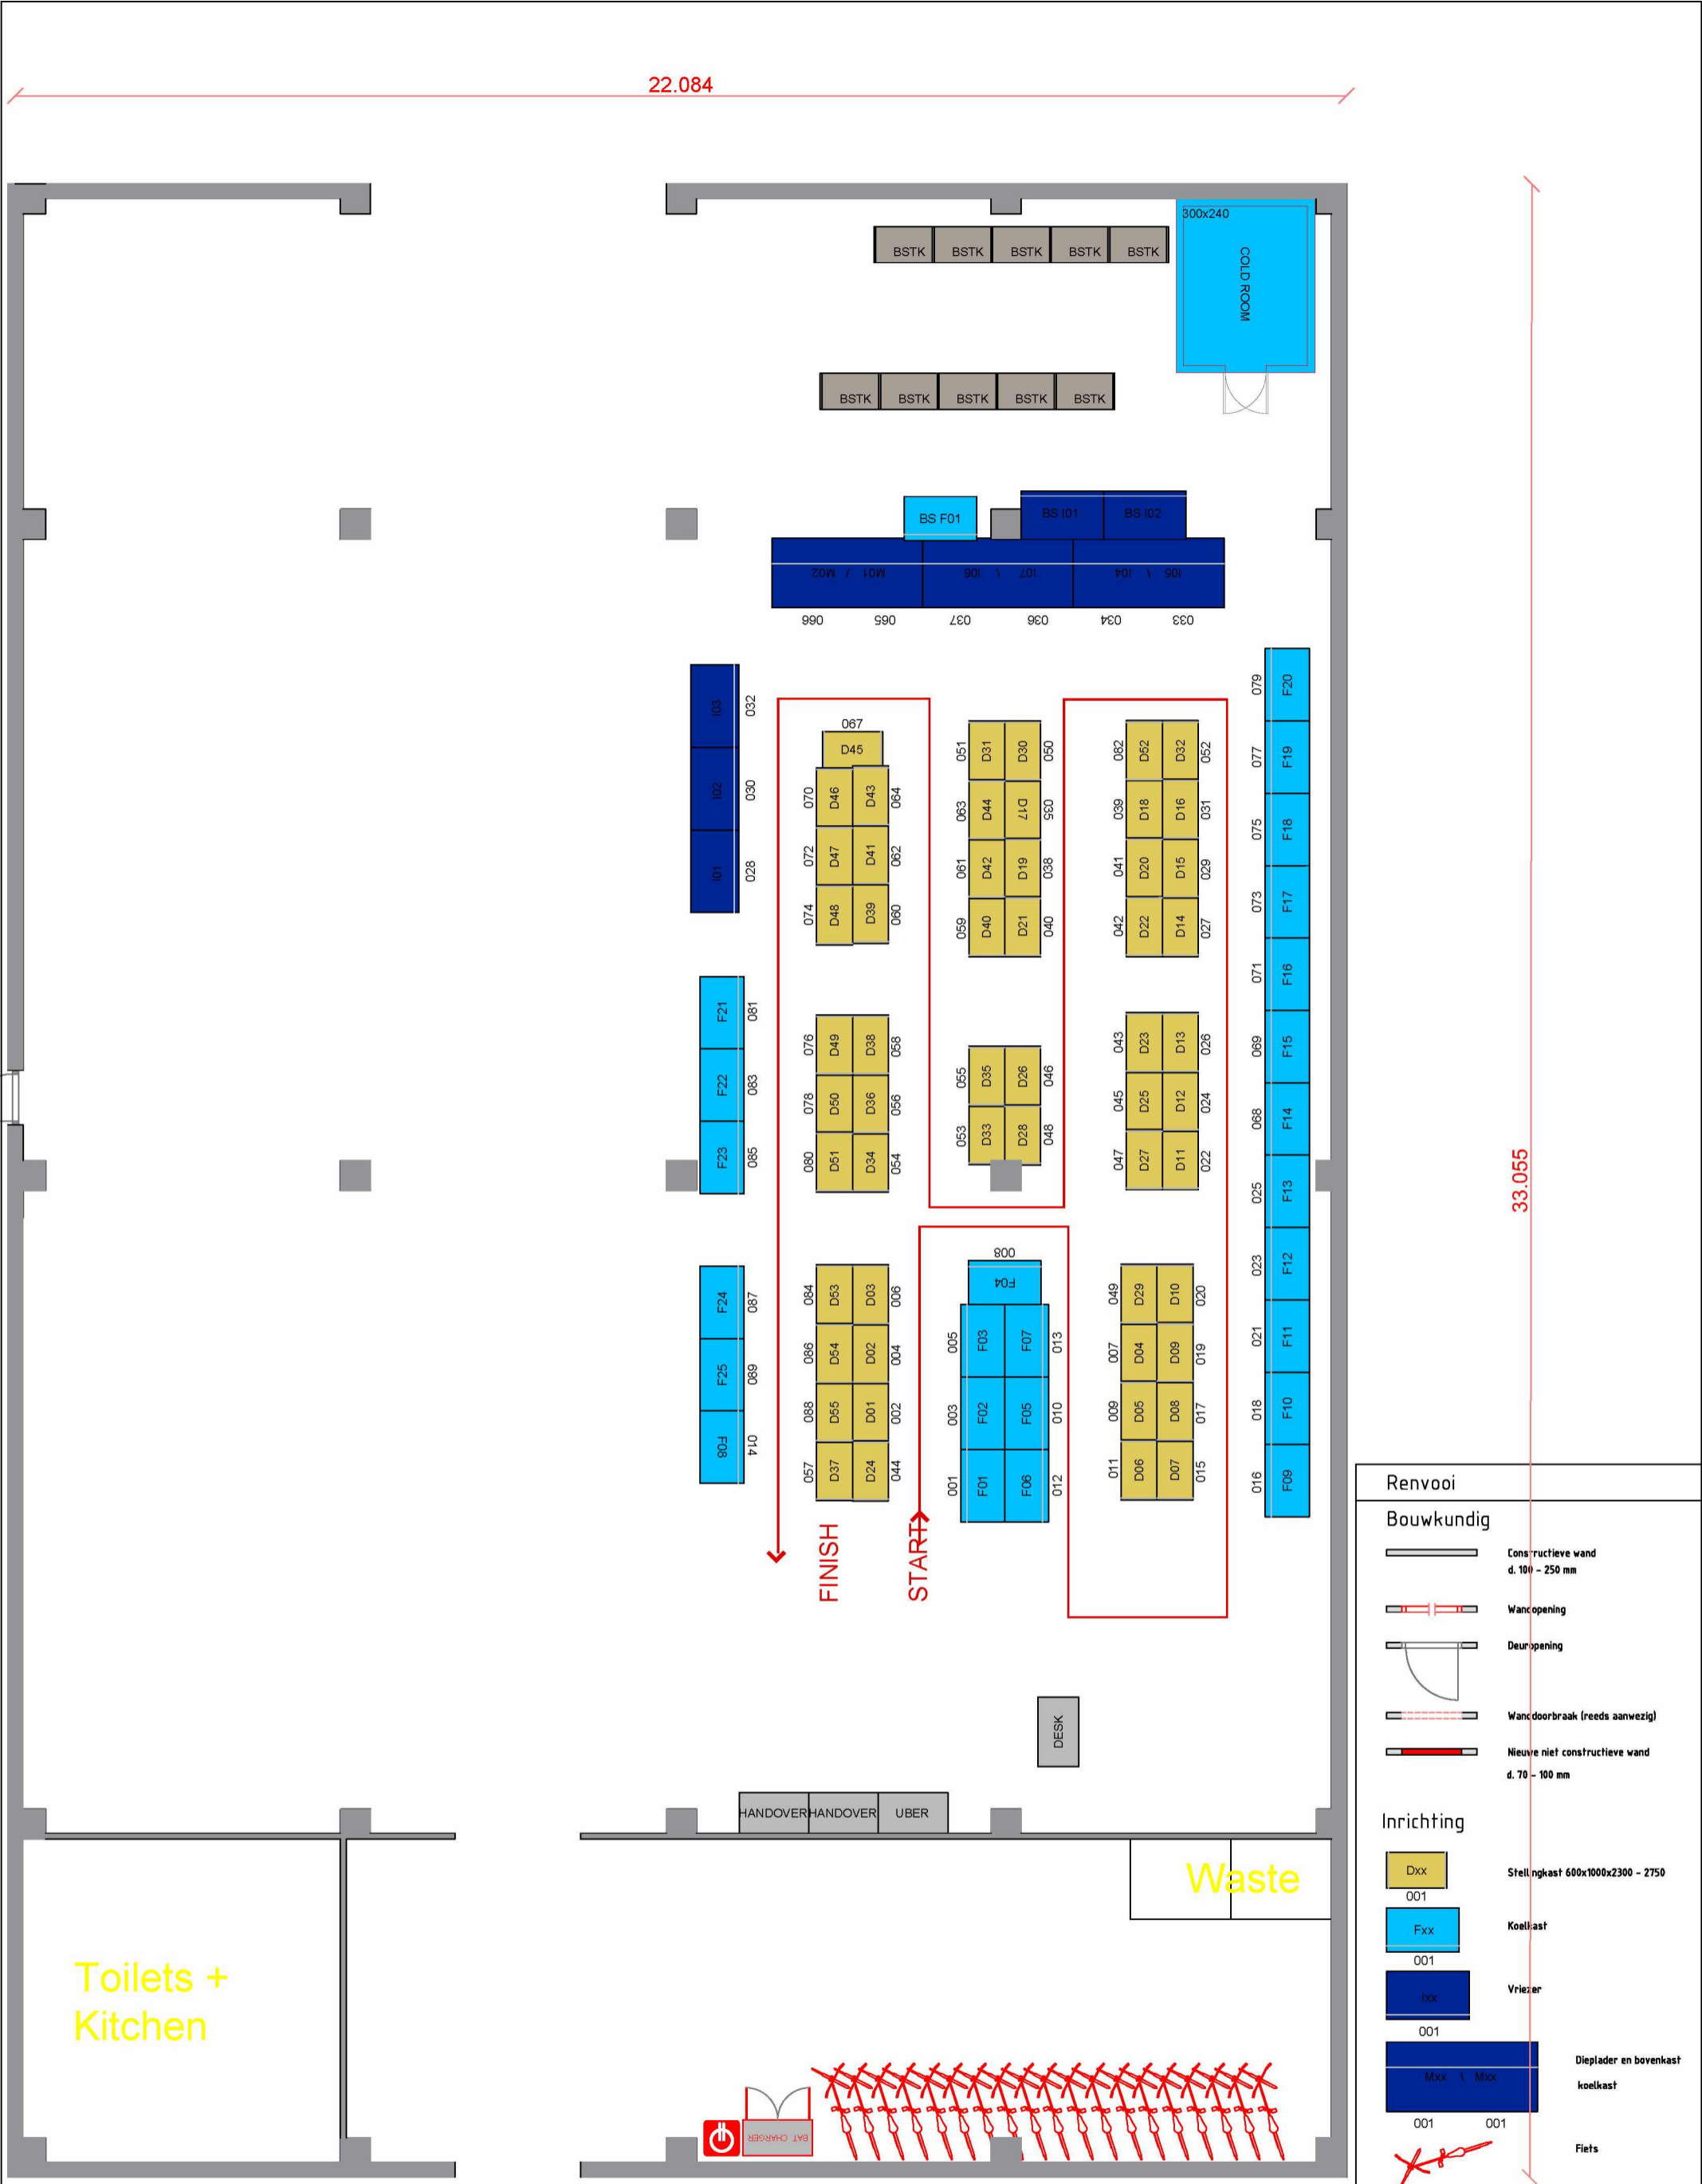 22.084
300x240
COLD ROOM
BSTK BSTK BSTK BSTK BSTK
BSTK BSTK BSTK BSTK BSTK
BS F01 BS I01 BS I02
M01 / M02 I07 \ I06 I05 \ I04
066 065 037 036 034 033
I03 032
I02 030
I01 028
067
D45
070 D46 D43 064
072 D47 D41 062
074 D48 D39 060
051 D31 D30 050
063 D44 D17 035
061 D42 D19 038
059 D40 D21 040
082 D52 D32 052
039 D18 D16 031
041 D20 D15 029
042 D22 D14 027
079 F20
077 F19
075 F18
073 F17
071 F16
069 F15
068 F14
025 F13
023 F12
021 F11
018 F10
016 F09
F21 081
F22 083
F23 085
076 D49 D38 058
078 D50 D36 056
080 D51 D34 054
055 D35 D26 046
053 D33 D28 048
043 D23 D13 026
045 D25 D12 024
047 D27 D11 022
33.055
F24 087
F25 089
F08 014
084 D53 D03 006
086 D54 D02 004
088 D55 D01 002
057 D37 D24 044
008
F04
005 F03 F07 013
003 F02 F05 010
001 F01 F06 012
049 D29 D10 020
007 D04 D09 019
009 D05 D08 017
011 D06 D07 015
FINISH
START
DESK
HANDOVER HANDOVER UBER
Waste
Toilets +
Kitchen
BAT. CHARGER
Renvooi
Bouwkundig
Constructieve wand
d. 100 - 250 mm
Wandopening
Deuropening
Wanddoorbraak (reeds aanwezig)
Nieuwe niet constructieve wand
d. 70 - 100 mm
Inrichting
Dxx
001
Stellingkast 600x1000x2300 - 2750
Fxx
001
Koelkast
Ixx
001
Vriezer
Mxx \ Mxx
001 001
Dieplader en bovenkast
koelkast
Fiets